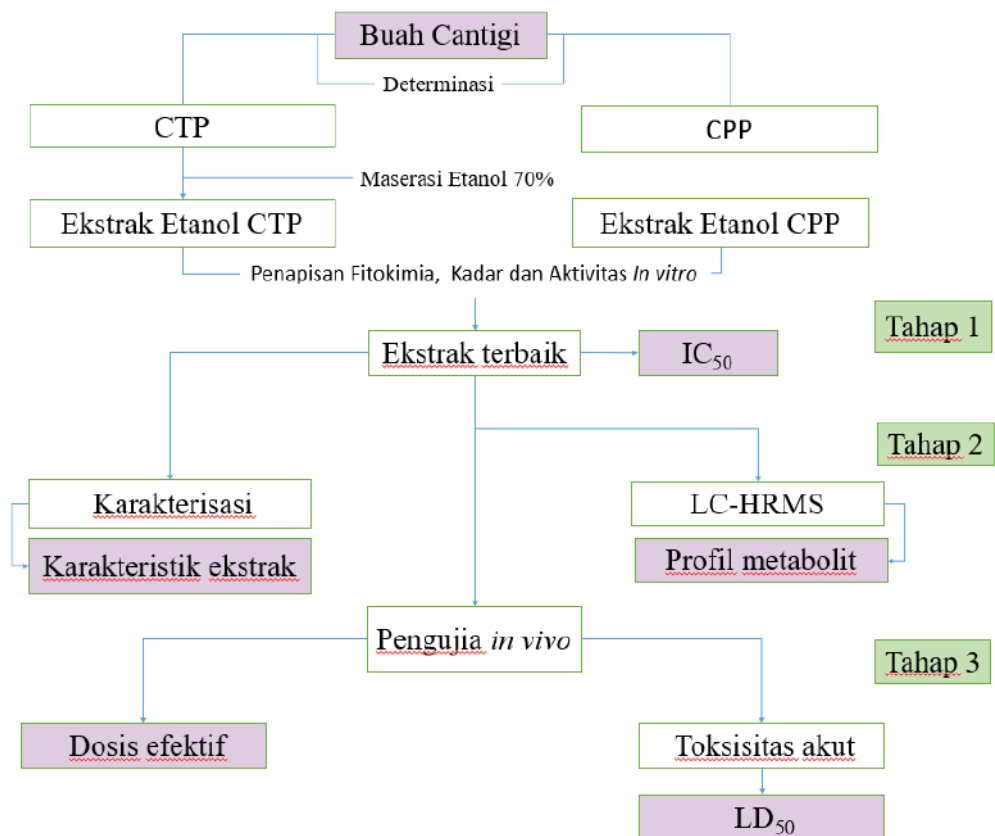 Buah Cantigi
Determinasi
CTP
CPP
Maserasi Etanol 70%
Ekstrak Etanol CTP
Ekstrak Etanol CPP
Penapisan Fitokimia, Kadar dan Aktivitas In vitro
Tahap 1
Ekstrak terbaik
IC₅₀
Tahap 2
Karakterisasi
LC-HRMS
Karakteristik ekstrak
Profil metabolit
Pengujia in vivo
Tahap 3
Dosis efektif
Toksisitas akut
LD₅₀